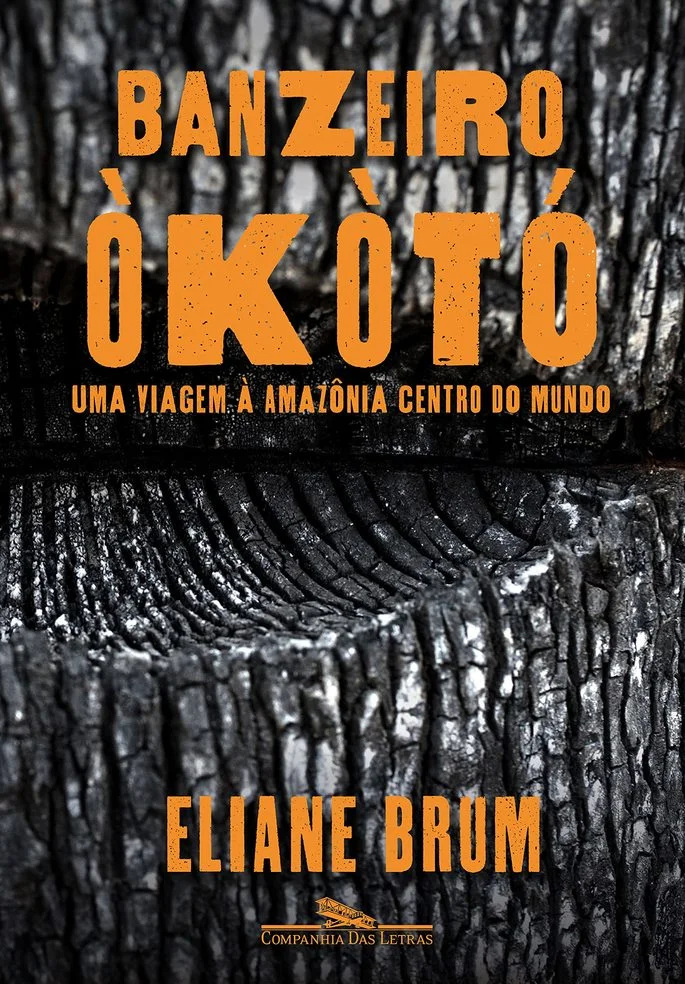 BANZEIRO
ÒKÒTÓ
UMA VIAGEM À AMAZÔNIA CENTRO DO MUNDO
ELIANE BRUM
COMPANHIA DAS LETRAS